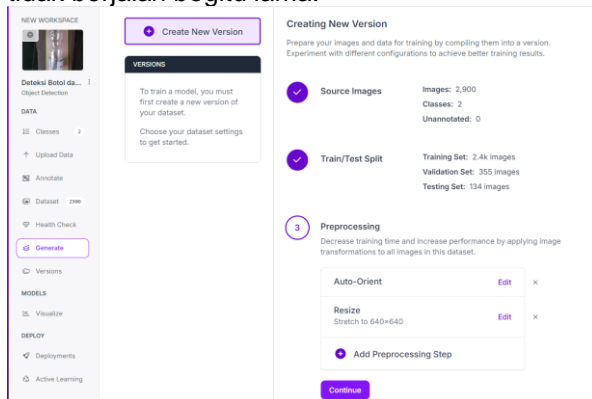 tidak berjalan begitu lama.
NEW WORKSPACE
Deteksi Botol da...
Object Detection
DATA
Classes 2
Upload Data
Annotate
Dataset 2900
Health Check
Generate
Versions
MODELS
Visualize
DEPLOY
Deployments
Active Learning
Create New Version
VERSIONS
To train a model, you must
first create a new version of
your dataset.
Choose your dataset settings
to get started.
Creating New Version
Prepare your images and data for training by compiling them into a version.
Experiment with different configurations to achieve better training results.
Source Images
Images: 2,900
Classes: 2
Unannotated: 0
Train/Test Split
Training Set: 2.4k images
Validation Set: 355 images
Testing Set: 134 images
3 Preprocessing
Decrease training time and increase performance by applying image
transformations to all images in this dataset.
Auto-Orient Edit ×
Resize Edit ×
Stretch to 640×640
Add Preprocessing Step
Continue